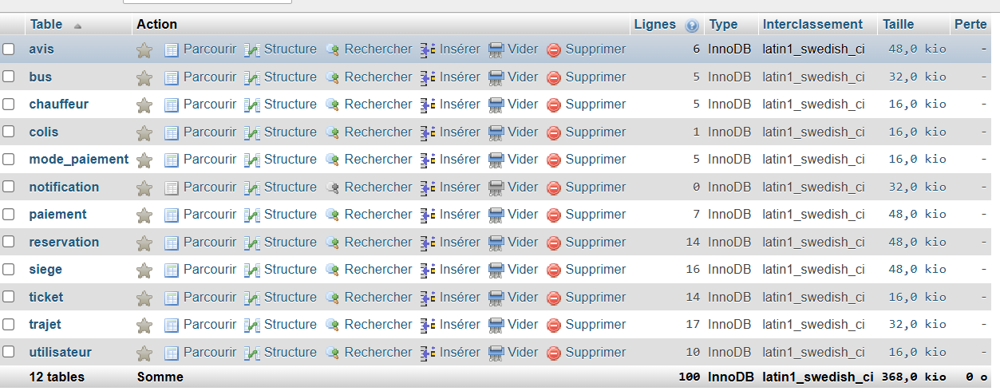 Table Action Lignes Type Interclassement Taille Perte
avis Parcourir Structure Rechercher Insérer Vider Supprimer 6 InnoDB latin1_swedish_ci 48,0 kio -
bus Parcourir Structure Rechercher Insérer Vider Supprimer 5 InnoDB latin1_swedish_ci 32,0 kio -
chauffeur Parcourir Structure Rechercher Insérer Vider Supprimer 5 InnoDB latin1_swedish_ci 16,0 kio -
colis Parcourir Structure Rechercher Insérer Vider Supprimer 1 InnoDB latin1_swedish_ci 16,0 kio -
mode_paiement Parcourir Structure Rechercher Insérer Vider Supprimer 5 InnoDB latin1_swedish_ci 16,0 kio -
notification Parcourir Structure Rechercher Insérer Vider Supprimer 0 InnoDB latin1_swedish_ci 32,0 kio -
paiement Parcourir Structure Rechercher Insérer Vider Supprimer 7 InnoDB latin1_swedish_ci 48,0 kio -
reservation Parcourir Structure Rechercher Insérer Vider Supprimer 14 InnoDB latin1_swedish_ci 48,0 kio -
siege Parcourir Structure Rechercher Insérer Vider Supprimer 16 InnoDB latin1_swedish_ci 48,0 kio -
ticket Parcourir Structure Rechercher Insérer Vider Supprimer 14 InnoDB latin1_swedish_ci 16,0 kio -
trajet Parcourir Structure Rechercher Insérer Vider Supprimer 17 InnoDB latin1_swedish_ci 32,0 kio -
utilisateur Parcourir Structure Rechercher Insérer Vider Supprimer 10 InnoDB latin1_swedish_ci 16,0 kio -
12 tables Somme 100 InnoDB latin1_swedish_ci 368,0 kio 0 o